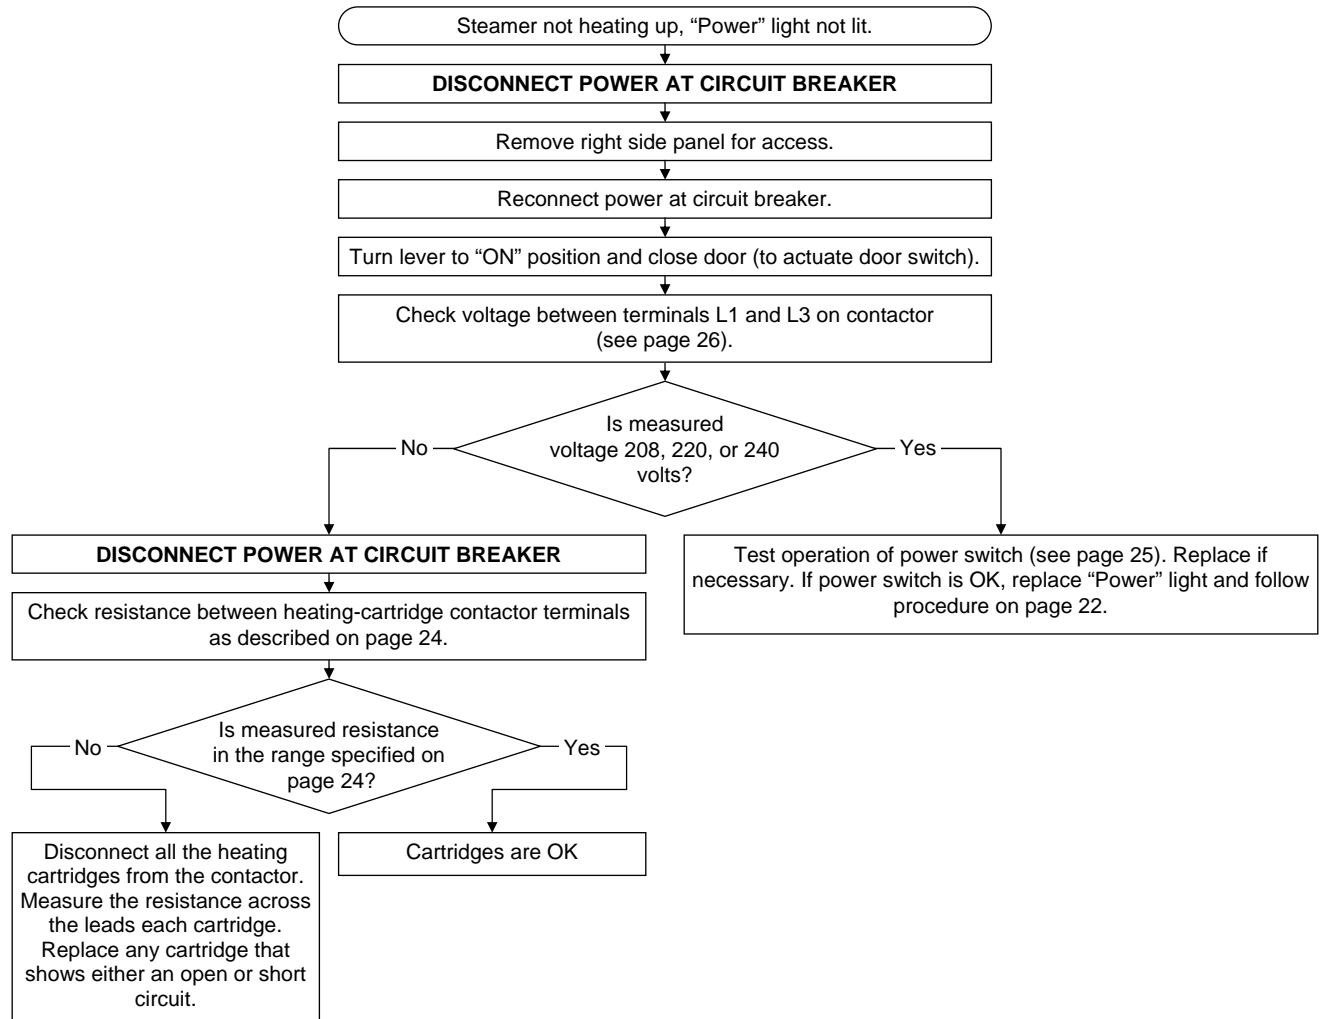 Steamer not heating up, “Power” light not lit.
DISCONNECT POWER AT CIRCUIT BREAKER
Remove right side panel for access.
Reconnect power at circuit breaker.
Turn lever to “ON” position and close door (to actuate door switch).
Check voltage between terminals L1 and L3 on contactor
(see page 26).
Is measured
voltage 208, 220, or 240
volts?
No
Yes
DISCONNECT POWER AT CIRCUIT BREAKER
Check resistance between heating-cartridge contactor terminals
as described on page 24.
Test operation of power switch (see page 25). Replace if
necessary. If power switch is OK, replace “Power” light and follow
procedure on page 22.
Is measured resistance
in the range specified on
page 24?
No
Yes
Disconnect all the heating
cartridges from the contactor.
Measure the resistance across
the leads each cartridge.
Replace any cartridge that
shows either an open or short
circuit.
Cartridges are OK